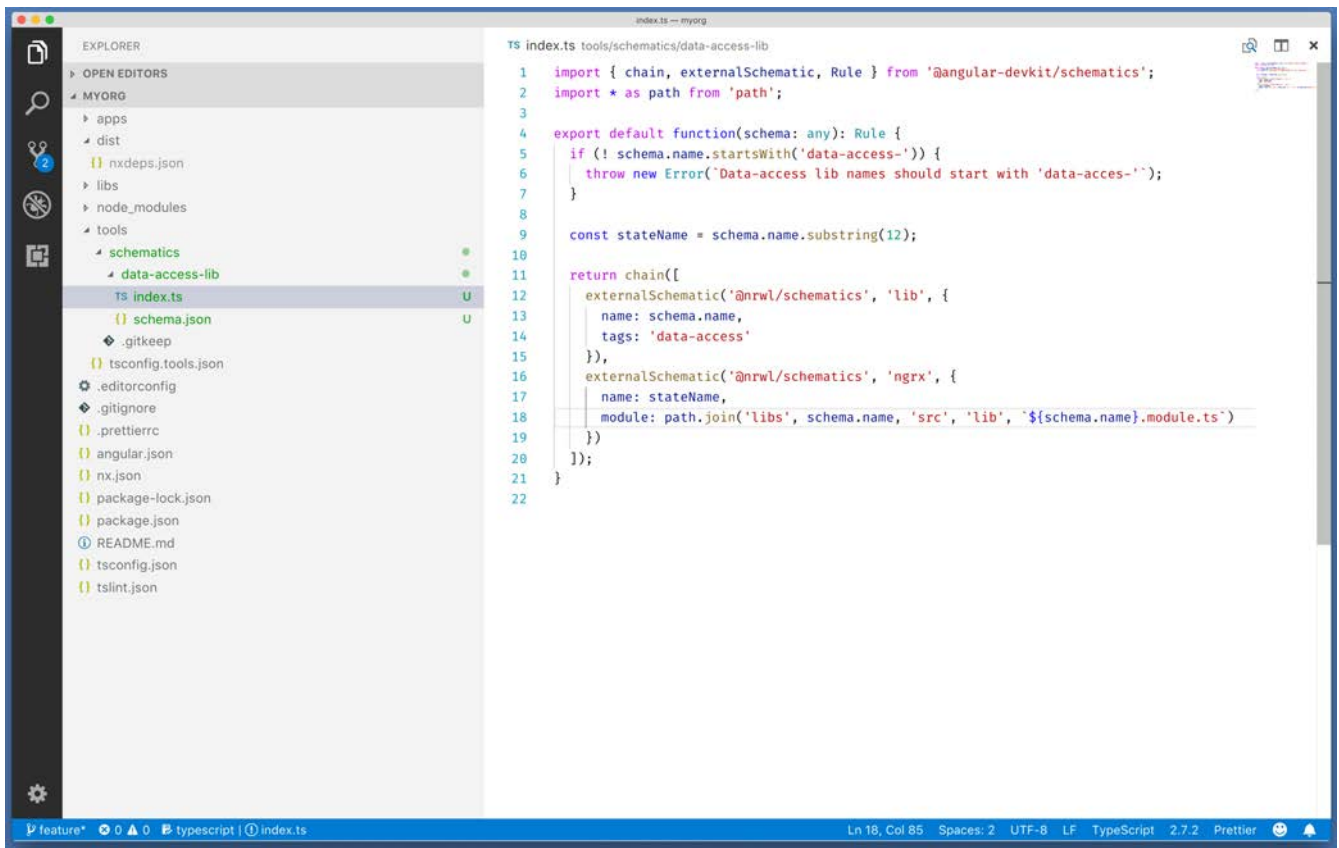 index.ts — myorg
EXPLORER
OPEN EDITORS
MYORG
apps
dist
{} nxdeps.json
libs
node_modules
tools
schematics
data-access-lib
TS index.ts U
{} schema.json U
.gitkeep
{} tsconfig.tools.json
.editorconfig
.gitignore
{} .prettierrc
{} angular.json
{} nx.json
{} package-lock.json
{} package.json
README.md
{} tsconfig.json
{} tslint.json
2
TS index.ts tools/schematics/data-access-lib
1 import { chain, externalSchematic, Rule } from '@angular-devkit/schematics';
2 import * as path from 'path';
3
4 export default function(schema: any): Rule {
5 if (! schema.name.startsWith('data-access-')) {
6 throw new Error(`Data-access lib names should start with 'data-acces-'`);
7 }
8
9 const stateName = schema.name.substring(12);
10
11 return chain([
12 externalSchematic('@nrwl/schematics', 'lib', {
13 name: schema.name,
14 tags: 'data-access'
15 }),
16 externalSchematic('@nrwl/schematics', 'ngrx', {
17 name: stateName,
18 module: path.join('libs', schema.name, 'src', 'lib', `${schema.name}.module.ts`)
19 })
20 ]);
21 }
22
feature* 0 0 typescript | index.ts Ln 18, Col 85 Spaces: 2 UTF-8 LF TypeScript 2.7.2 Prettier